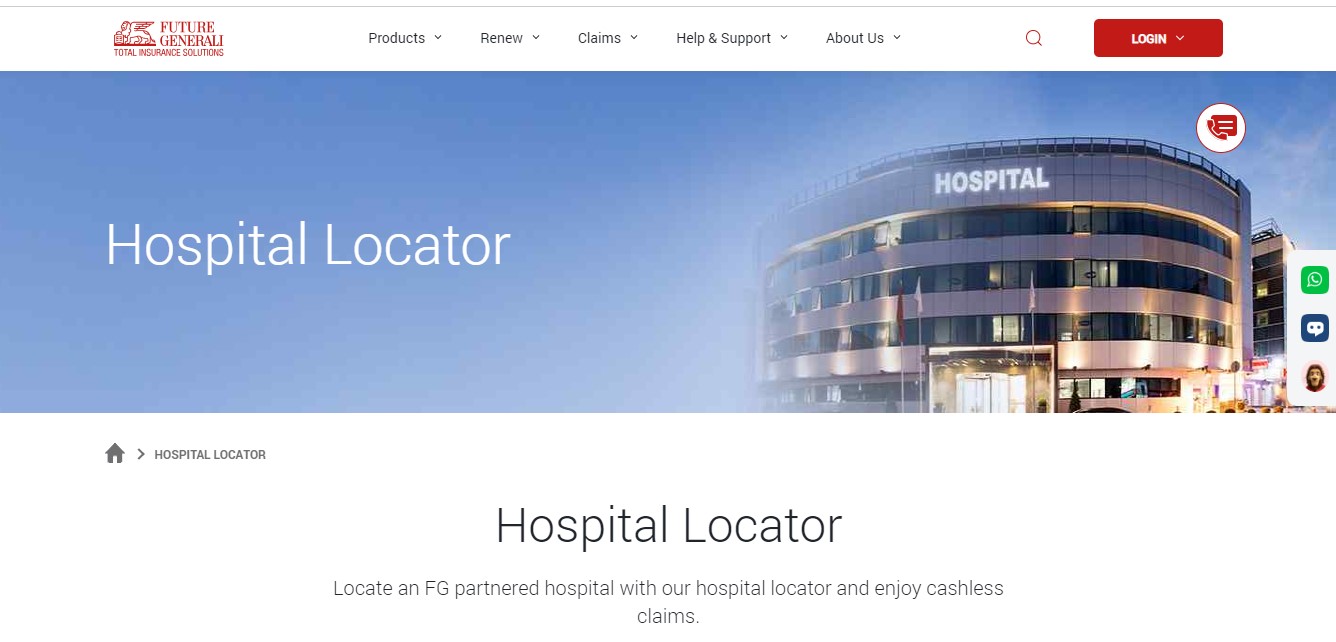 FUTURE
GENERALI
TOTAL INSURANCE SOLUTIONS
Products
Renew
Claims
Help & Support
About Us
LOGIN
HOSPITAL
Hospital Locator
HOSPITAL LOCATOR
Hospital Locator
Locate an FG partnered hospital with our hospital locator and enjoy cashless
claims.